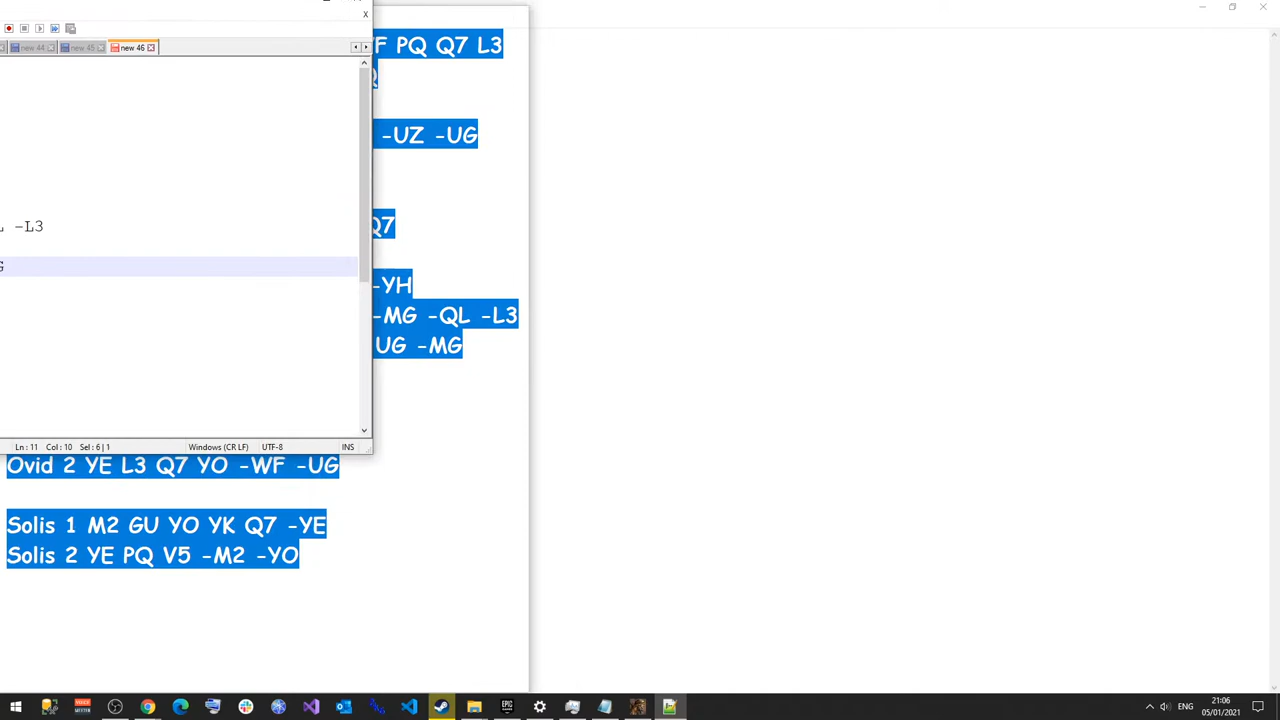 x
new 44 new 45 new 46
F PQ Q7 L3
-UZ -UG
-L3
Q7
G
-YH
-MG -QL -L3
UG -MG
Ln : 11 Col : 10 Sel : 6 | 1 Windows (CR LF) UTF-8 INS
Ovid 2 YE L3 Q7 YO -WF -UG
Solis 1 M2 GU YO YK Q7 -YE
Solis 2 YE PQ V5 -M2 -YO
ENG
21:06
05/01/2021